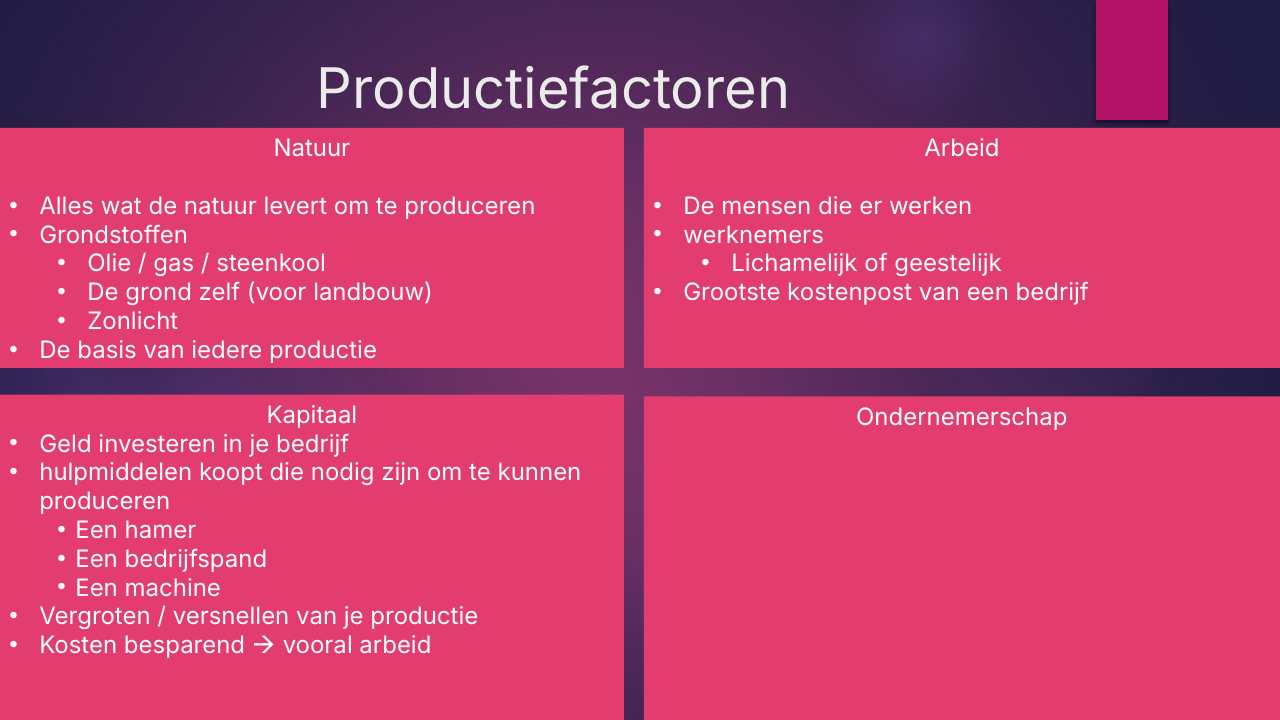 Productiefactoren
Natuur
• Alles wat de natuur levert om te produceren
• Grondstoffen
• Olie / gas / steenkool
• De grond zelf (voor landbouw)
• Zonlicht
• De basis van iedere productie
Arbeid
• De mensen die er werken
• werknemers
• Lichamelijk of geestelijk
• Grootste kostenpost van een bedrijf
Kapitaal
• Geld investeren in je bedrijf
• hulpmiddelen koopt die nodig zijn om te kunnen
produceren
• Een hamer
• Een bedrijfspand
• Een machine
• Vergroten / versnellen van je productie
• Kosten besparend → vooral arbeid
Ondernemerschap